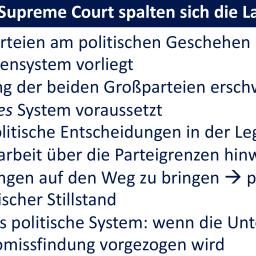 Supreme Court spalten sich die La
rteien am politischen Geschehen
ensystem vorliegt
ng der beiden Großparteien erschw
es System voraussetzt
olitische Entscheidungen in der Leg
arbeit über die Parteigrenzen hinw
ngen auf den Weg zu bringen → p
ischer Stillstand
s politische System: wenn die Unt
omissfindung vorgezogen wird